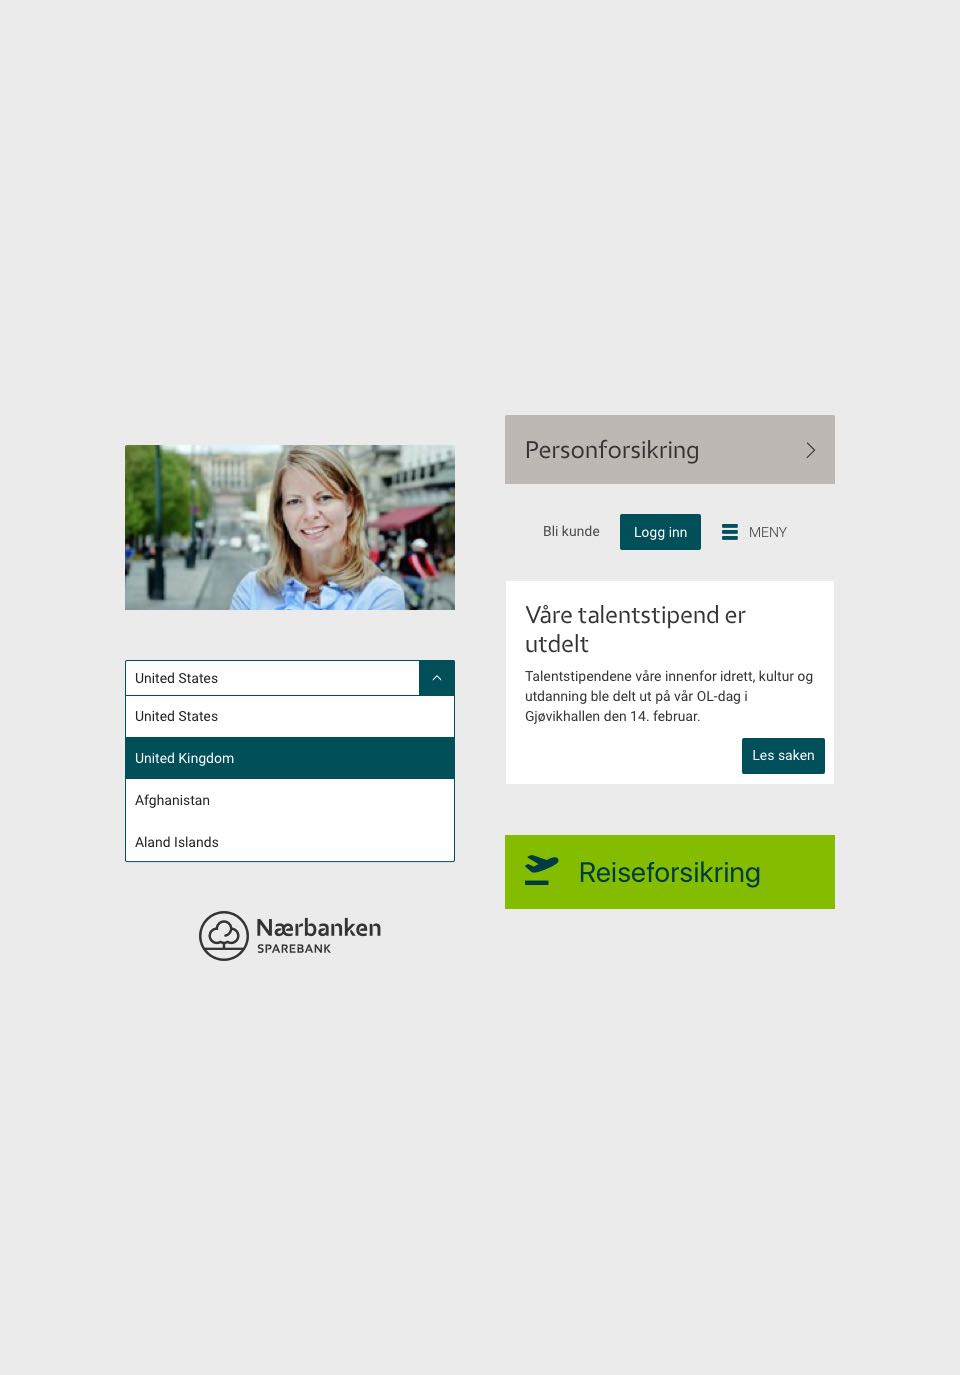 United States
United States
United Kingdom
Afghanistan
Aland Islands
Nærbanken
SPAREBANK
Personforsikring
Bli kunde
Logg inn
MENY
Våre talentstipend er
utdelt
Talentstipendene våre innenfor idrett, kultur og
utdanning ble delt ut på vår OL-dag i
Gjøvikhallen den 14. februar.
Les saken
Reiseforsikring